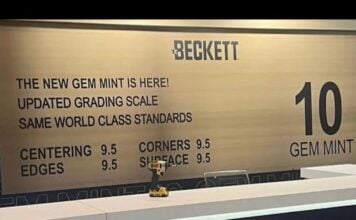 BECKETT
THE NEW GEM MINT IS HERE!
UPDATED GRADING SCALE
SAME WORLD CLASS STANDARDS
CENTERING 9.5 CORNERS 9.5
EDGES 9.5 SURFACE 9.5
10
GEM MINT